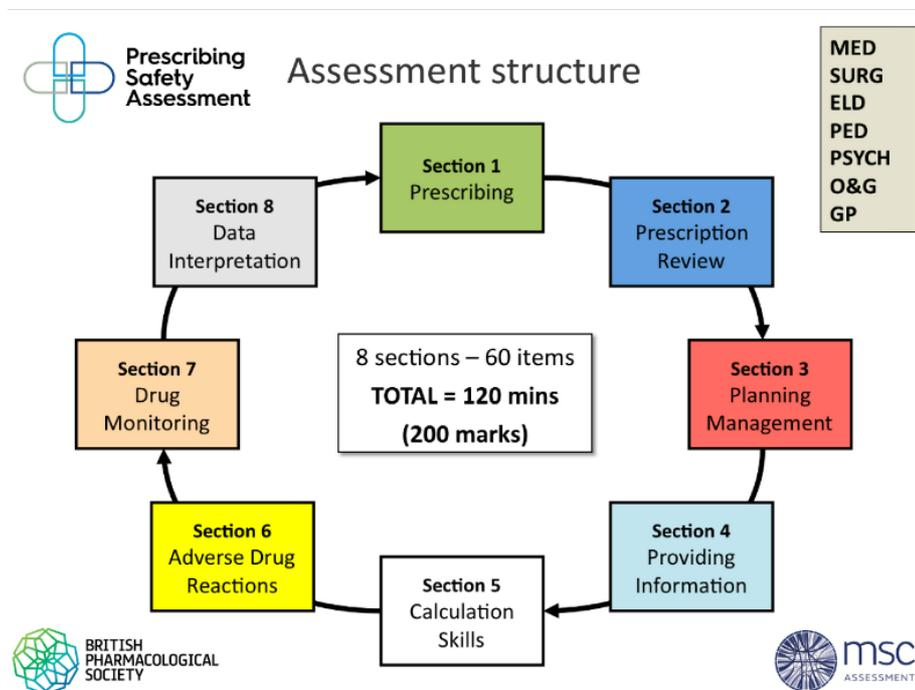 Prescribing
Safety
Assessment
Assessment structure
MED
SURG
ELD
PED
PSYCH
O&G
GP
Section 1
Prescribing
Section 2
Prescription
Review
Section 3
Planning
Management
Section 4
Providing
Information
Section 5
Calculation
Skills
Section 6
Adverse Drug
Reactions
Section 7
Drug
Monitoring
Section 8
Data
Interpretation
8 sections – 60 items
TOTAL = 120 mins
(200 marks)
BRITISH
PHARMACOLOGICAL
SOCIETY
msc
ASSESSMENT